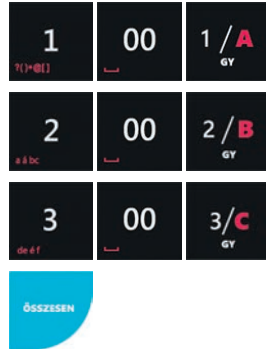 1 00 1/A
?()*@[] GY
2 00 2/B
a á b c GY
3 00 3/C
d e é f GY
ÖSSZESEN